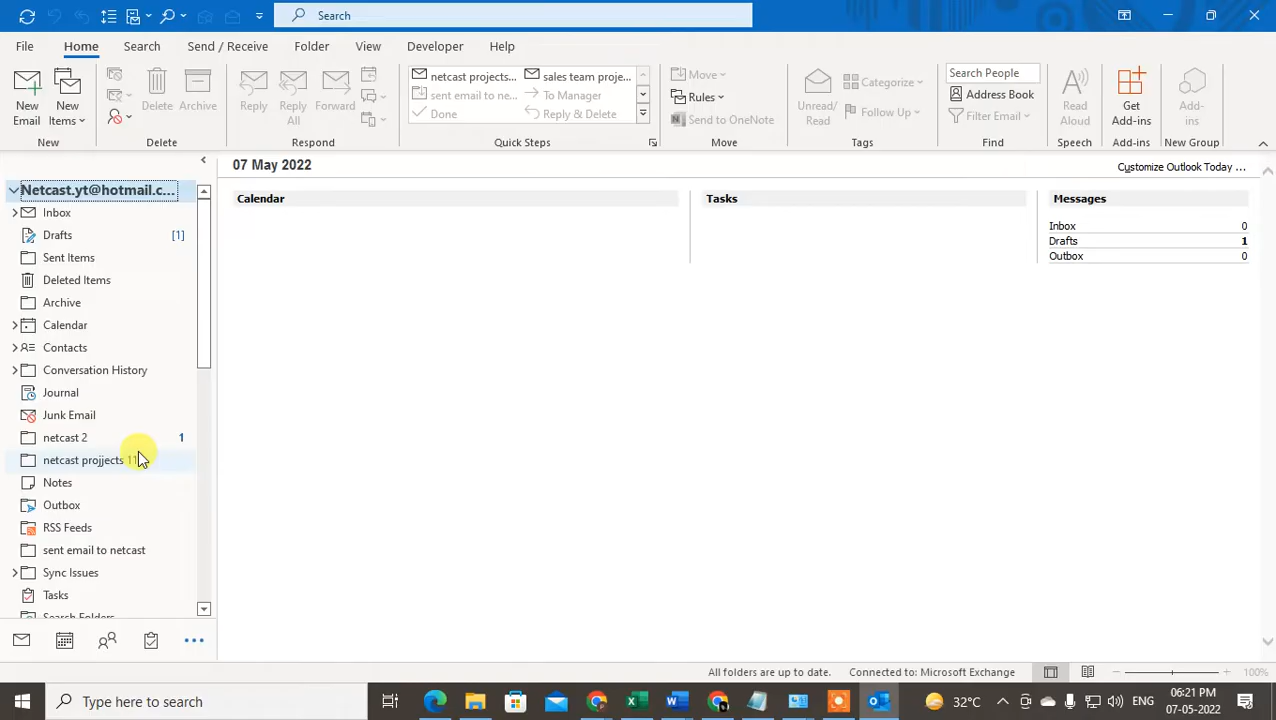 Search
File Home Search Send / Receive Folder View Developer Help
New Email
New Items
Delete
Archive
Reply
Reply All
Forward
netcast projects...
sales team proje...
sent email to ne...
To Manager
Done
Reply & Delete
Move
Rules
Send to OneNote
Unread/ Read
Categorize
Follow Up
Search People
Address Book
Filter Email
Read Aloud
Get Add-ins
Add-ins
New Delete Respond Quick Steps Move Tags Find Speech Add-ins New Group
Netcast.yt@hotmail.c...
Inbox
Drafts [1]
Sent Items
Deleted Items
Archive
Calendar
Contacts
Conversation History
Journal
Junk Email
netcast 2 1
netcast projjects 11
Notes
Outbox
RSS Feeds
sent email to netcast
Sync Issues
Tasks
Search Folders
07 May 2022
Customize Outlook Today ...
Calendar
Tasks
Messages
Inbox 0
Drafts 1
Outbox 0
All folders are up to date. Connected to: Microsoft Exchange 100%
Type here to search
32°C
ENG
06:21 PM
07-05-2022